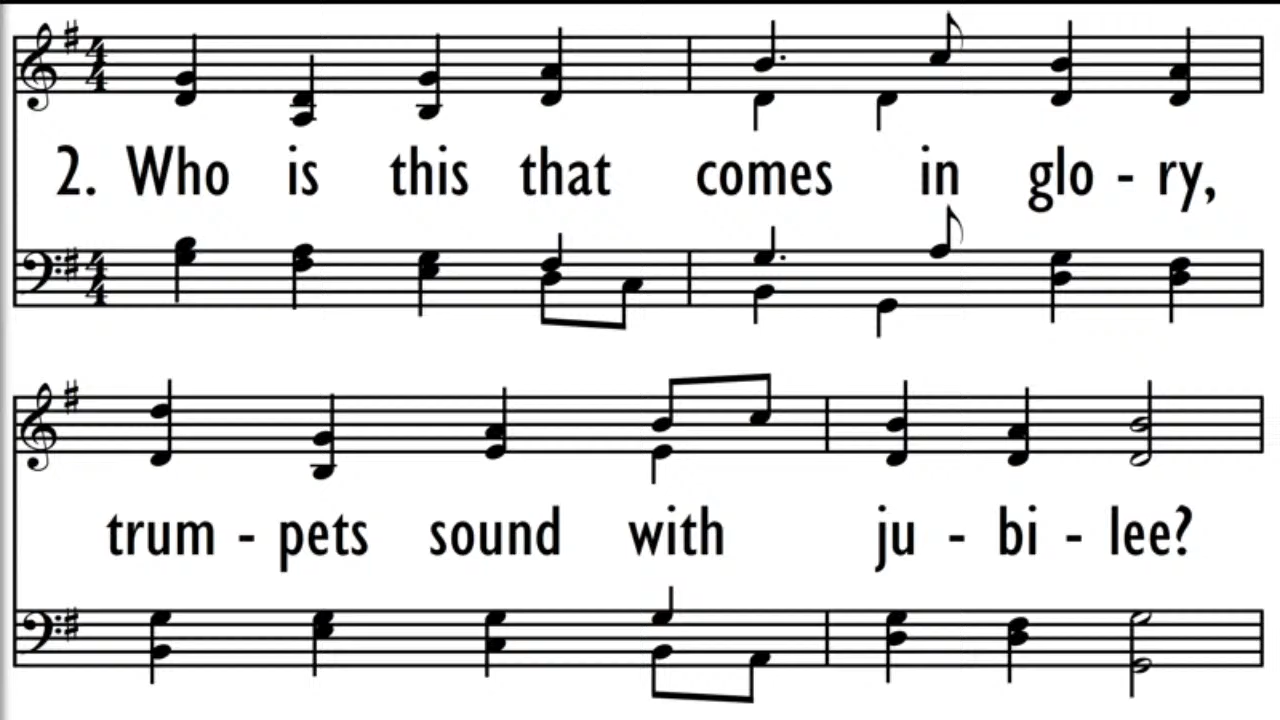 2. Who is this that comes in glo - ry,
trum - pets sound with ju - bi - lee?